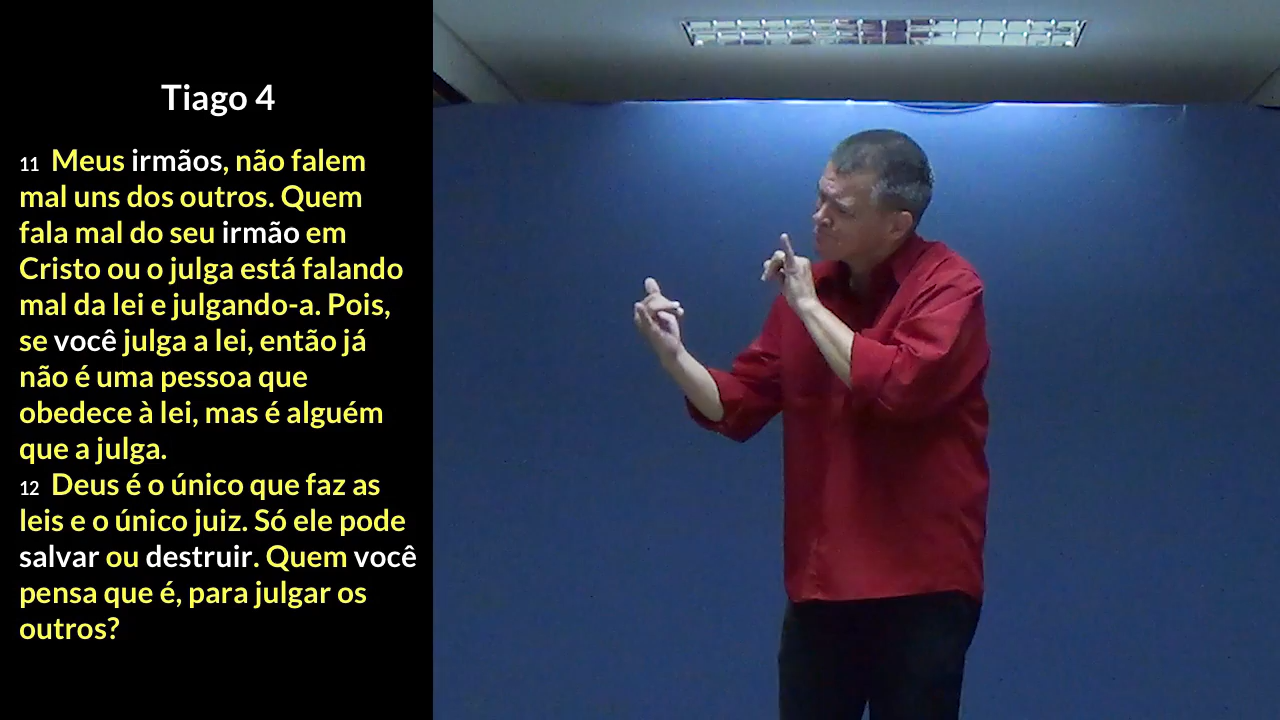 Tiago 4
11 Meus irmãos, não falem
mal uns dos outros. Quem
fala mal do seu irmão em
Cristo ou o julga está falando
mal da lei e julgando-a. Pois,
se você julga a lei, então já
não é uma pessoa que
obedece à lei, mas é alguém
que a julga.
12 Deus é o único que faz as
leis e o único juiz. Só ele pode
salvar ou destruir. Quem você
pensa que é, para julgar os
outros?